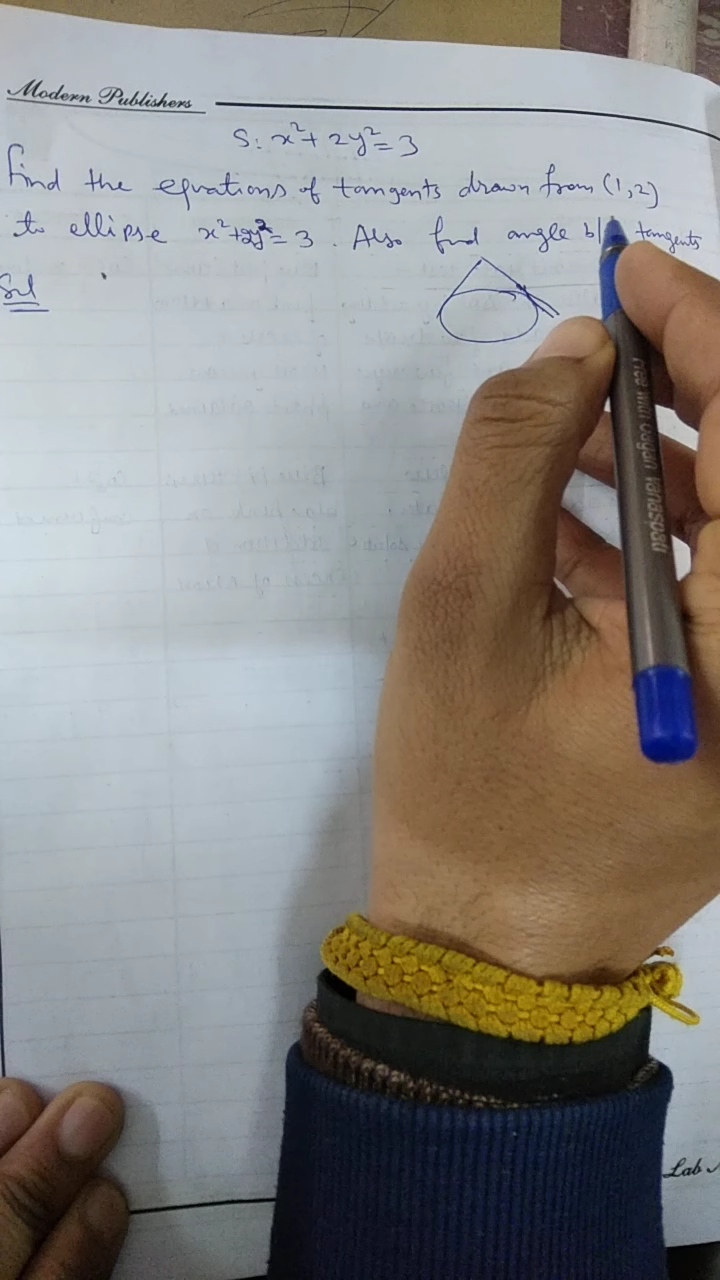 Modern Publishers
S: x²+ 2y²= 3
Find the equations of tangents drawn from (1,2)
to ellipse x²+2y²= 3. Also find angle b/ tangents
Sol
Lab